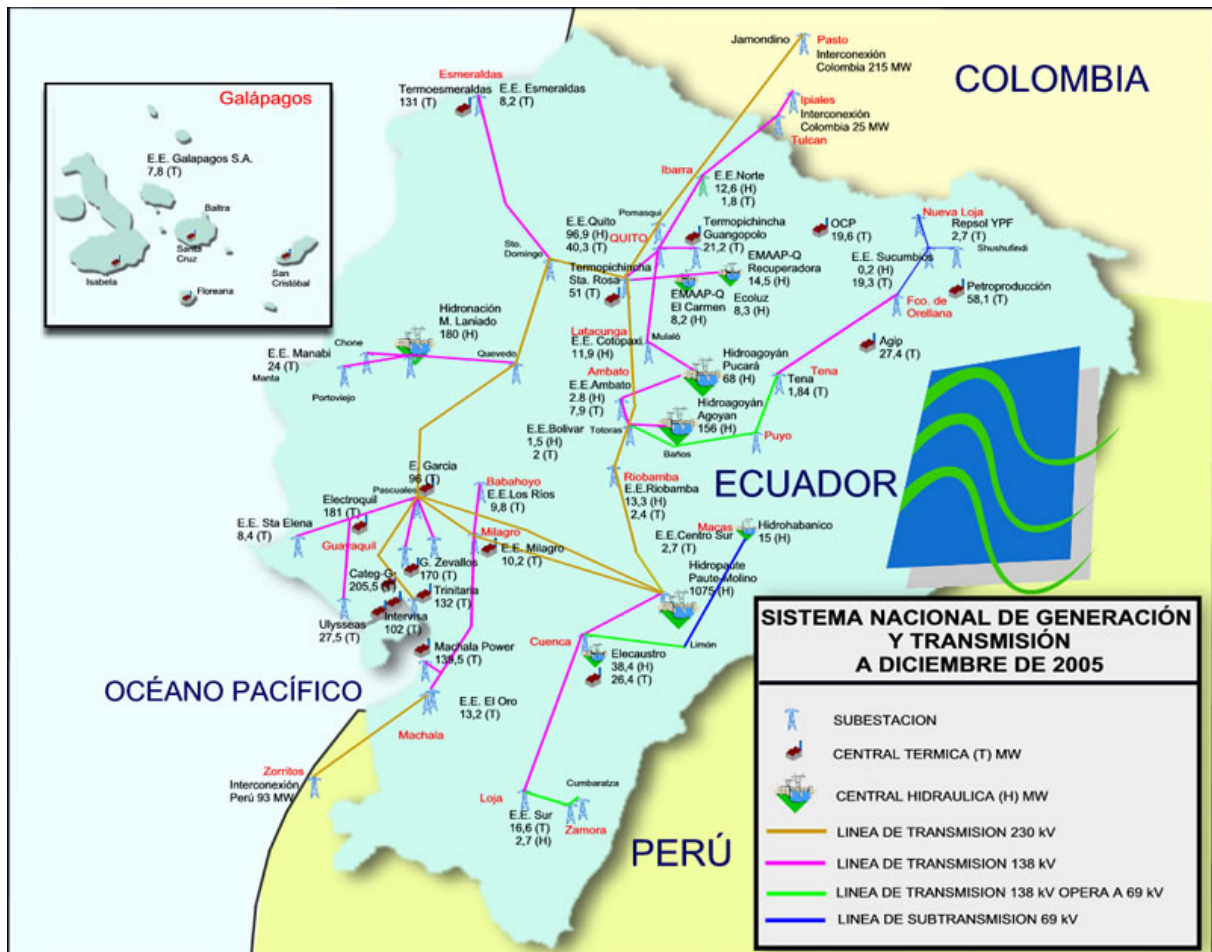 Galápagos
E.E. Galapagos S.A.
7,8 (T)
Baltra
Santa
Cruz
Isabela
San
Cristóbal
Floreana
COLOMBIA
Jamondino
Pasto
Interconexión
Colombia 215 MW
Ipiales
Interconexión
Colombia 25 MW
Tulcan
Esmeraldas
Termoesmeraldas
131 (T)
E.E. Esmeraldas
8,2 (T)
Ibarra
E.E.Norte
12,6 (H)
1,8 (T)
Pomasqui
E.E.Quito
96,9 (H)
40,3 (T)
QUITO
Termopichincha
Guangopolo
21,2 (T)
OCP
19,6 (T)
Nueva Loja
Repsol YPF
2,7 (T)
Shushufindi
E.E. Sucumbios
0,2 (H)
19,3 (T)
Petroproducción
58,1 (T)
Fco. de
Orellana
Agip
27,4 (T)
Sto.
Domingo
Termopichincha
Sta. Rosa
51 (T)
EMAAP-Q
Recuperadora
14,5 (H)
EMAAP-Q
El Carmen
8,2 (H)
Ecoluz
8,3 (H)
Hidronación
M. Laniado
180 (H)
Chone
E.E. Manabi
24 (T)
Manta
Portoviejo
Quevedo
Latacunga
E.E. Cotopaxi
11,9 (H)
Mulaló
Ambato
E.E.Ambato
2.8 (H)
7,9 (T)
Hidroagoyán
Pucará
68 (H)
Hidroagoyán
Agoyan
156 (H)
Tena
Tena
1,84 (T)
Puyo
Baños
Totoras
E.E.Bolivar
1,5 (H)
2 (T)
Riobamba
E.E.Riobamba
13,3 (H)
2,4 (T)
ECUADOR
E. Garcia
96 (T)
Pascuales
Babahoyo
E.E.Los Ríos
9,8 (T)
Electroquil
181 (T)
E.E. Sta Elena
8,4 (T)
Guayaquil
Milagro
E.E. Milagro
10,2 (T)
G. Zevallos
170 (T)
Categ-G.
205,5 (T)
Trinitaria
132 (T)
Intervisa
102 (T)
Ulysseas
27,5 (T)
Macas
E.E.Centro Sur
2,7 (T)
Hidrohabanico
15 (H)
Hidropaute
Paute-Molino
1075 (H)
Cuenca
Limón
Elecaustro
38,4 (H)
26,4 (T)
Machala Power
139,5 (T)
E.E. El Oro
13,2 (T)
Machala
OCÉANO PACÍFICO
Zorritos
Interconexión
Perú 93 MW
Loja
E.E. Sur
16,6 (T)
2,7 (H)
Cumbaratza
Zamora
PERÚ
SISTEMA NACIONAL DE GENERACIÓN
Y TRANSMISIÓN
A DICIEMBRE DE 2005
SUBESTACION
CENTRAL TERMICA (T) MW
CENTRAL HIDRAULICA (H) MW
LINEA DE TRANSMISION 230 kV
LINEA DE TRANSMISION 138 kV
LINEA DE TRANSMISION 138 kV OPERA A 69 kV
LINEA DE SUBTRANSMISION 69 kV